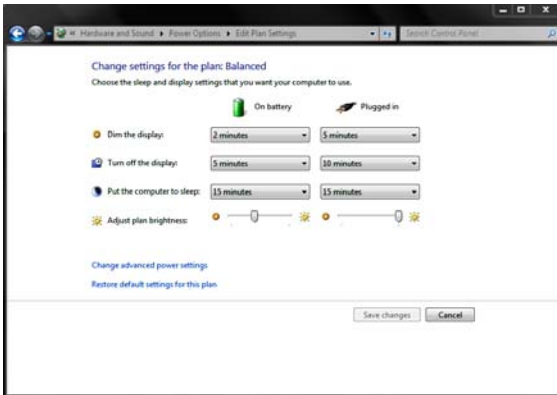 « Hardware and Sound ▸ Power Options ▸ Edit Plan Settings
Search Control Panel
Change settings for the plan: Balanced
Choose the sleep and display settings that you want your computer to use.
On battery Plugged in
Dim the display: 2 minutes 5 minutes
Turn off the display: 5 minutes 10 minutes
Put the computer to sleep: 15 minutes 15 minutes
Adjust plan brightness:
Change advanced power settings
Restore default settings for this plan
Save changes Cancel